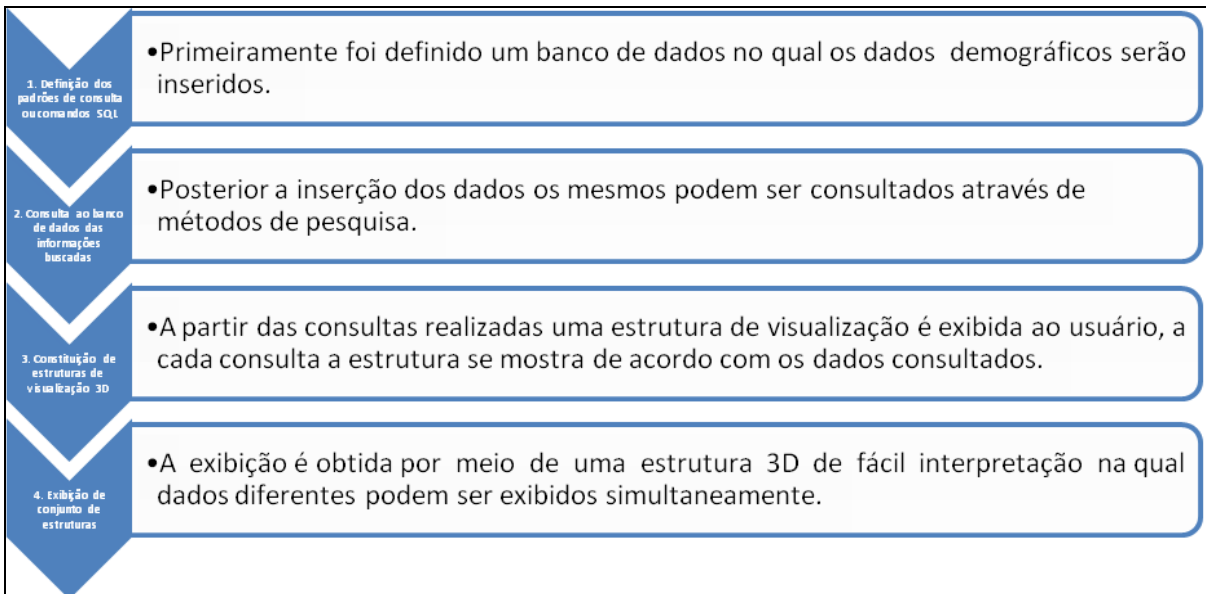 1. Definição dos
padrões de consulta
ou comandos SQL
•Primeiramente foi definido um banco de dados no qual os dados demográficos serão
inseridos.
2. Consulta ao banco
de dados das
informações
buscadas
•Posterior a inserção dos dados os mesmos podem ser consultados através de
métodos de pesquisa.
3. Constituição de
estruturas de
visualização 3D
•A partir das consultas realizadas uma estrutura de visualização é exibida ao usuário, a
cada consulta a estrutura se mostra de acordo com os dados consultados.
4. Exibição de
conjunto de
estruturas
•A exibição é obtida por meio de uma estrutura 3D de fácil interpretação na qual
dados diferentes podem ser exibidos simultaneamente.